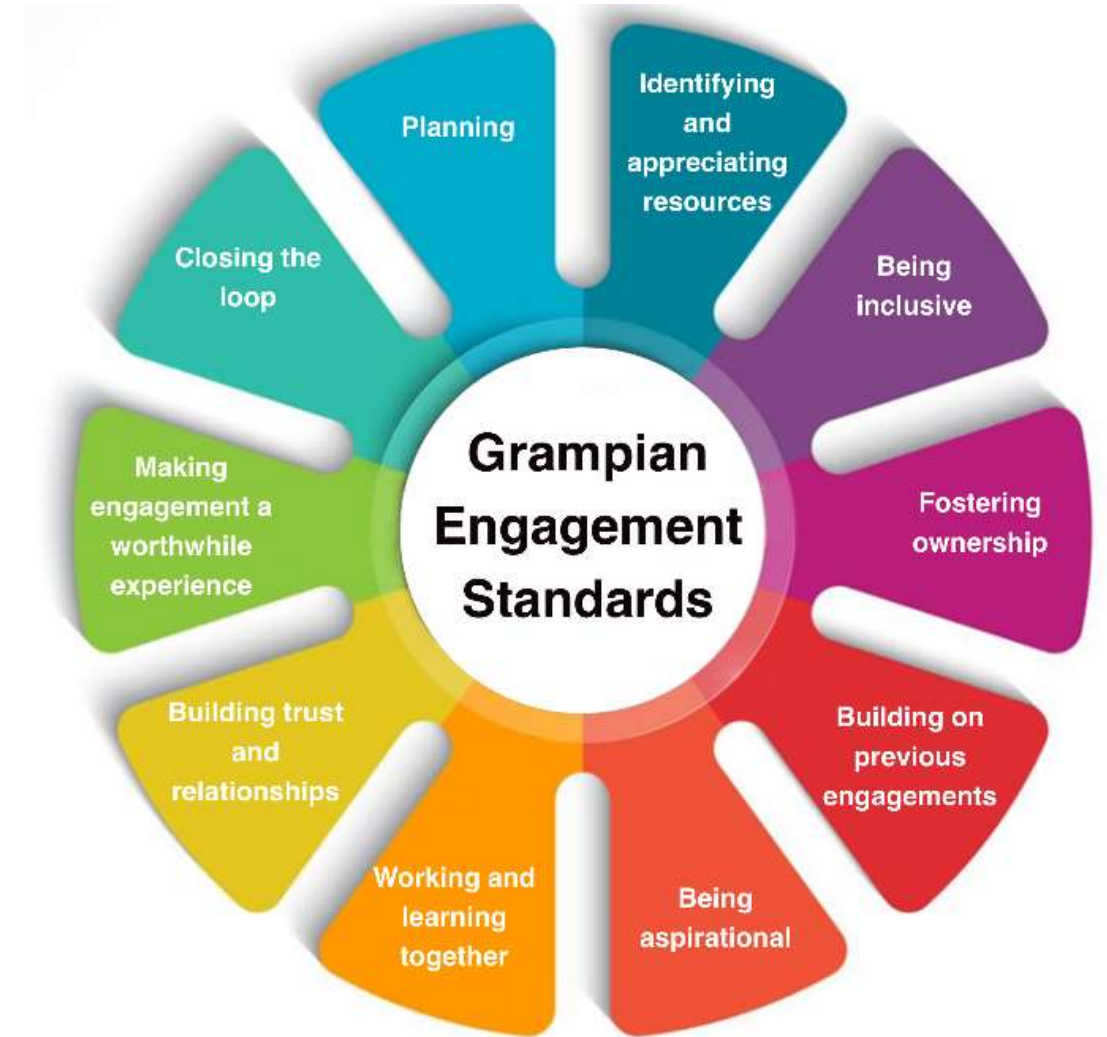 Planning
Identifying
and
appreciating
resources
Being
inclusive
Fostering
ownership
Building on
previous
engagements
Being
aspirational
Working and
learning
together
Building trust
and
relationships
Making
engagement a
worthwhile
experience
Closing the
loop
Grampian
Engagement
Standards